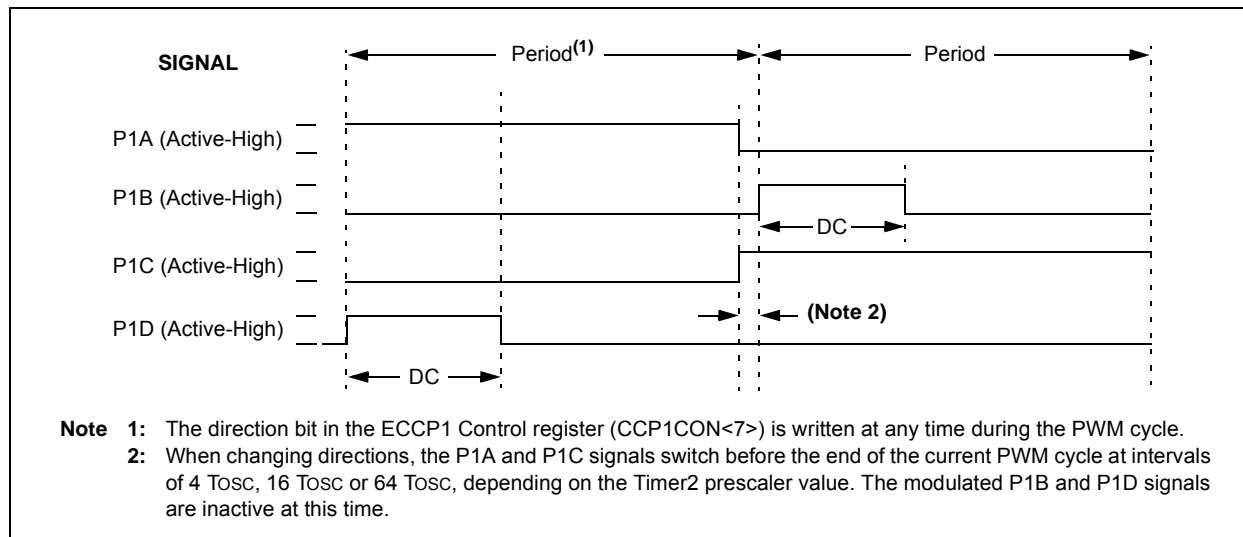 SIGNAL
Period(1)
Period
P1A (Active-High)
P1B (Active-High)
DC
P1C (Active-High)
(Note 2)
P1D (Active-High)
DC
Note 1: The direction bit in the ECCP1 Control register (CCP1CON<7>) is written at any time during the PWM cycle.
2: When changing directions, the P1A and P1C signals switch before the end of the current PWM cycle at intervals
of 4 TOSC, 16 TOSC or 64 TOSC, depending on the Timer2 prescaler value. The modulated P1B and P1D signals
are inactive at this time.